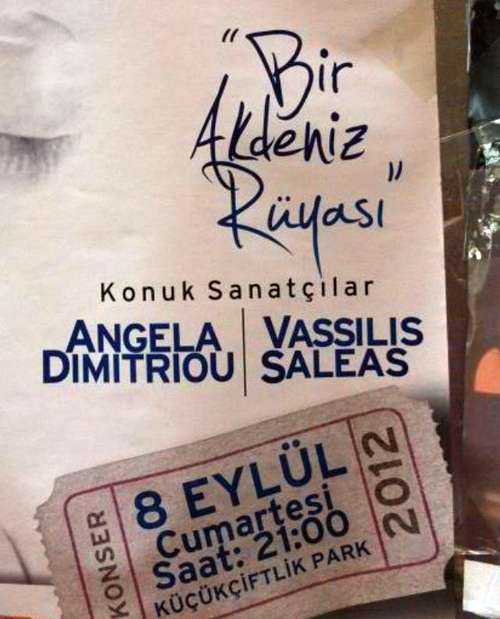 "Bir
Akdeniz
Rüyası"
Konuk Sanatçılar
ANGELA
DIMITRIOU
VASSILIS
SALEAS
KONSER
8 EYLÜL
Cumartesi
Saat: 21:00
KÜÇÜKÇİFTLİK PARK
2012